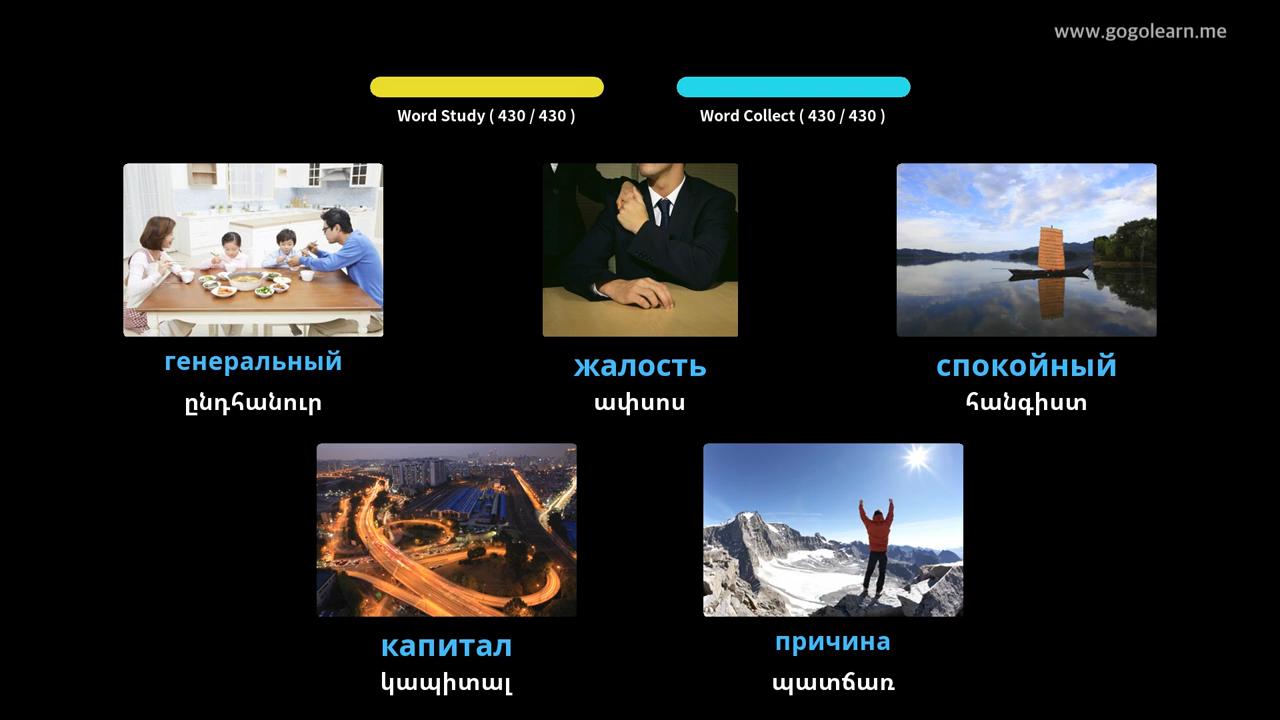 www.gogolearn.me
Word Study ( 430 / 430 )
Word Collect ( 430 / 430 )
генеральный
ընդհանուր
жалость
ափսոս
спокойный
հանգիստ
капитал
կապիտալ
причина
պատճառ